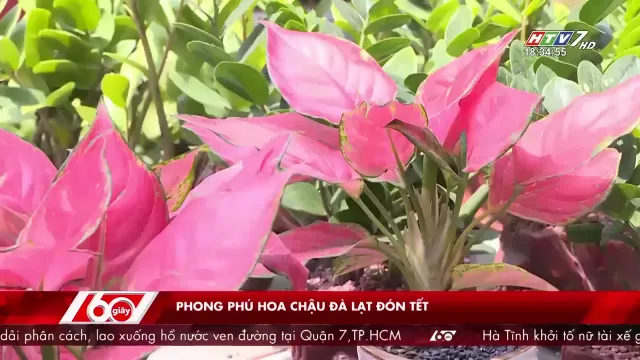 HTV7 HD
18:34:55
60 giây
PHONG PHÚ HOA CHẬU ĐÀ LẠT ĐÓN TẾT
dải phân cách, lao xuống hồ nước ven đường tại Quận 7,TP.HCM
Hà Tĩnh khởi tố nữ tài xế